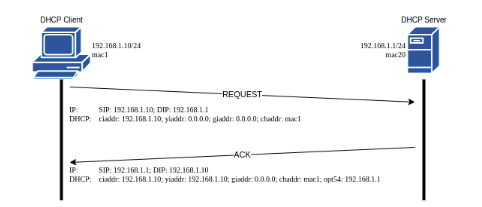 DHCP Client
DHCP Server
192.168.1.10/24
mac1
192.168.1.1/24
mac20
REQUEST
IP: SIP: 192.168.1.10; DIP: 192.168.1.1
DHCP: ciaddr: 192.168.1.10; yiaddr: 0.0.0.0; giaddr: 0.0.0.0; chaddr: mac1
ACK
IP: SIP: 192.168.1.1; DIP: 192.168.1.10
DHCP: ciaddr: 192.168.1.10; yiaddr: 192.168.1.10; giaddr: 0.0.0.0; chaddr: mac1; opt54: 192.168.1.1